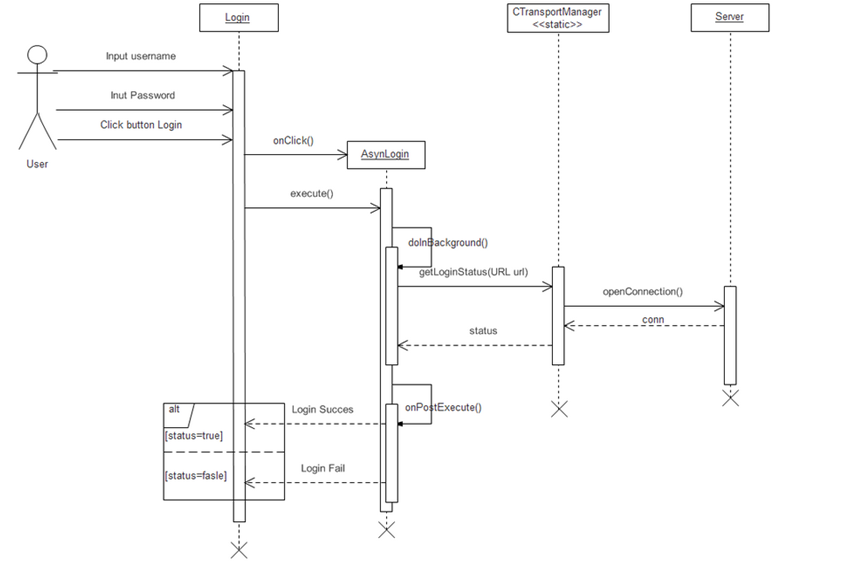 Login
CTransportManager
<<static>>
Server
Input username
Inut Password
Click button Login
User
onClick()
AsynLogin
execute()
doInBackground()
getLoginStatus(URL url)
openConnection()
conn
status
alt
Login Succes
onPostExecute()
[status=true]
Login Fail
[status=fasle]